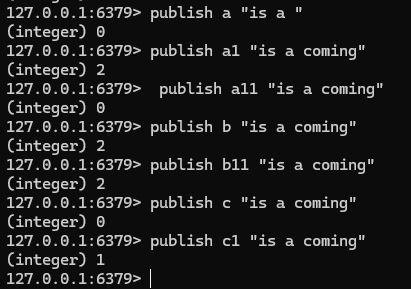 127.0.0.1:6379> publish a "is a "
(integer) 0
127.0.0.1:6379> publish a1 "is a coming"
(integer) 2
127.0.0.1:6379>  publish a11 "is a coming"
(integer) 0
127.0.0.1:6379> publish b "is a coming"
(integer) 2
127.0.0.1:6379> publish b11 "is a coming"
(integer) 2
127.0.0.1:6379> publish c "is a coming"
(integer) 0
127.0.0.1:6379> publish c1 "is a coming"
(integer) 1
127.0.0.1:6379>